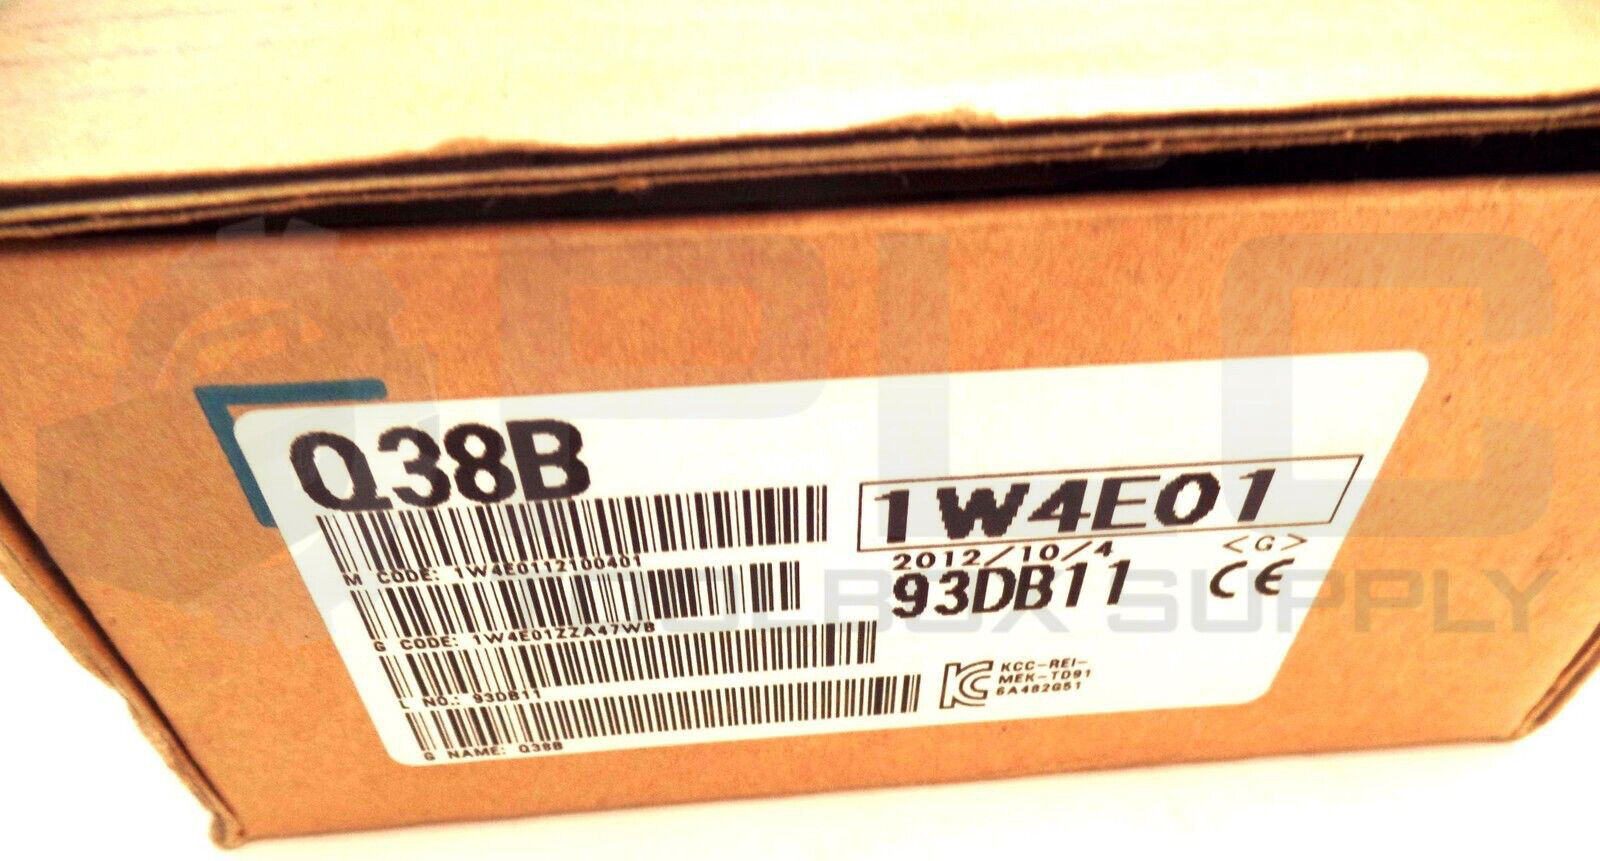 Q38B
1W4E01
M CODE: 1W4E011Z100401
2012/10/4 <G>
93DB11 CE
G CODE: 1W4E01ZZA47WB
L NO.: 93DB11
KCC-REI-
MEK-TD91
6A482G51
G NAME: Q38B
PLC
TOOLBOX SUPPLY